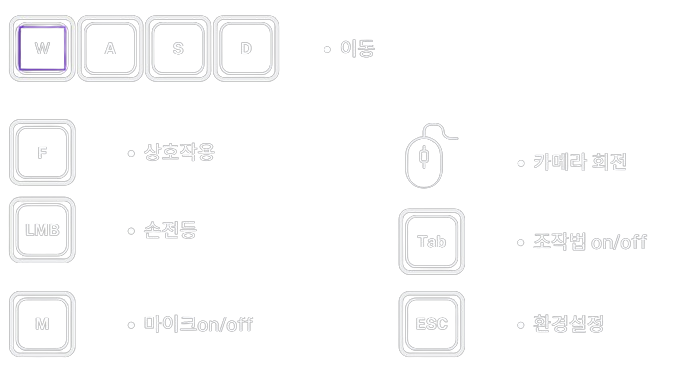 W A S D • 이동
F • 상호작용
• 카메라 회전
LMB • 손전등
Tab • 조작법 on/off
M • 마이크on/off
ESC • 환경설정